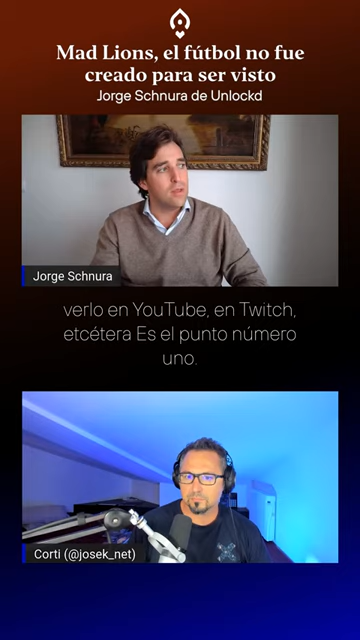 Mad Lions, el fútbol no fue
creado para ser visto
Jorge Schnura de Unlockd
Jorge Schnura
verlo en YouTube, en Twitch,
etcétera Es el punto número
uno.
Corti (@josek_net)